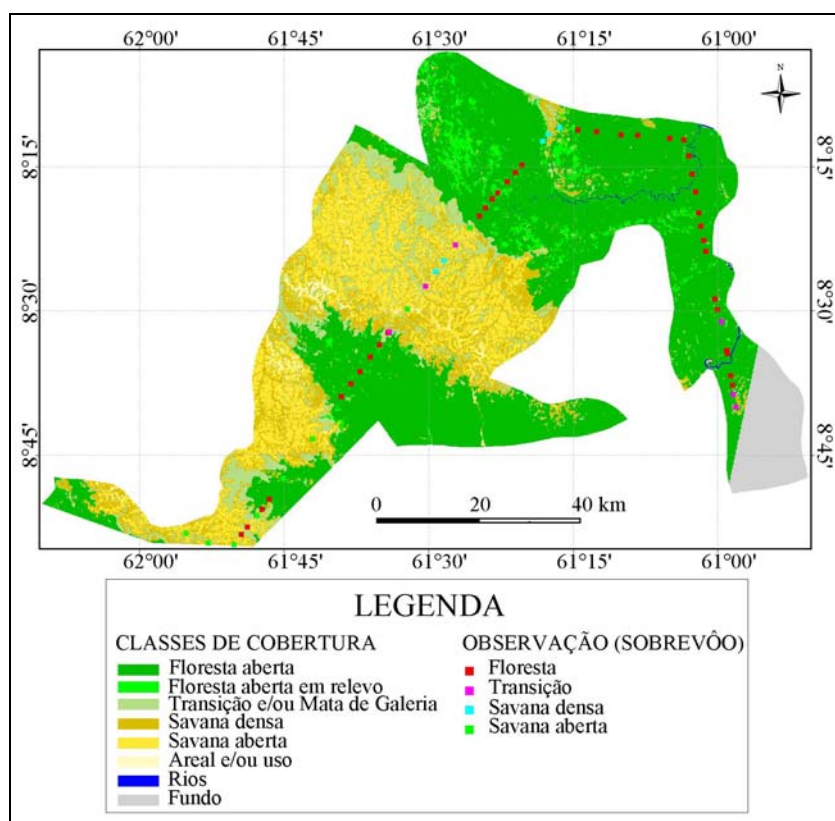 62°00' 61°45' 61°30' 61°15' 61°00'
N
8°15' 8°15'
8°30' 8°30'
8°45' 8°45'
0 20 40 km
62°00' 61°45' 61°30' 61°15' 61°00'
LEGENDA
CLASSES DE COBERTURA
Floresta aberta
Floresta aberta em relevo
Transição e/ou Mata de Galeria
Savana densa
Savana aberta
Areal e/ou uso
Rios
Fundo
OBSERVAÇÃO (SOBREVÔO)
Floresta
Transição
Savana densa
Savana aberta